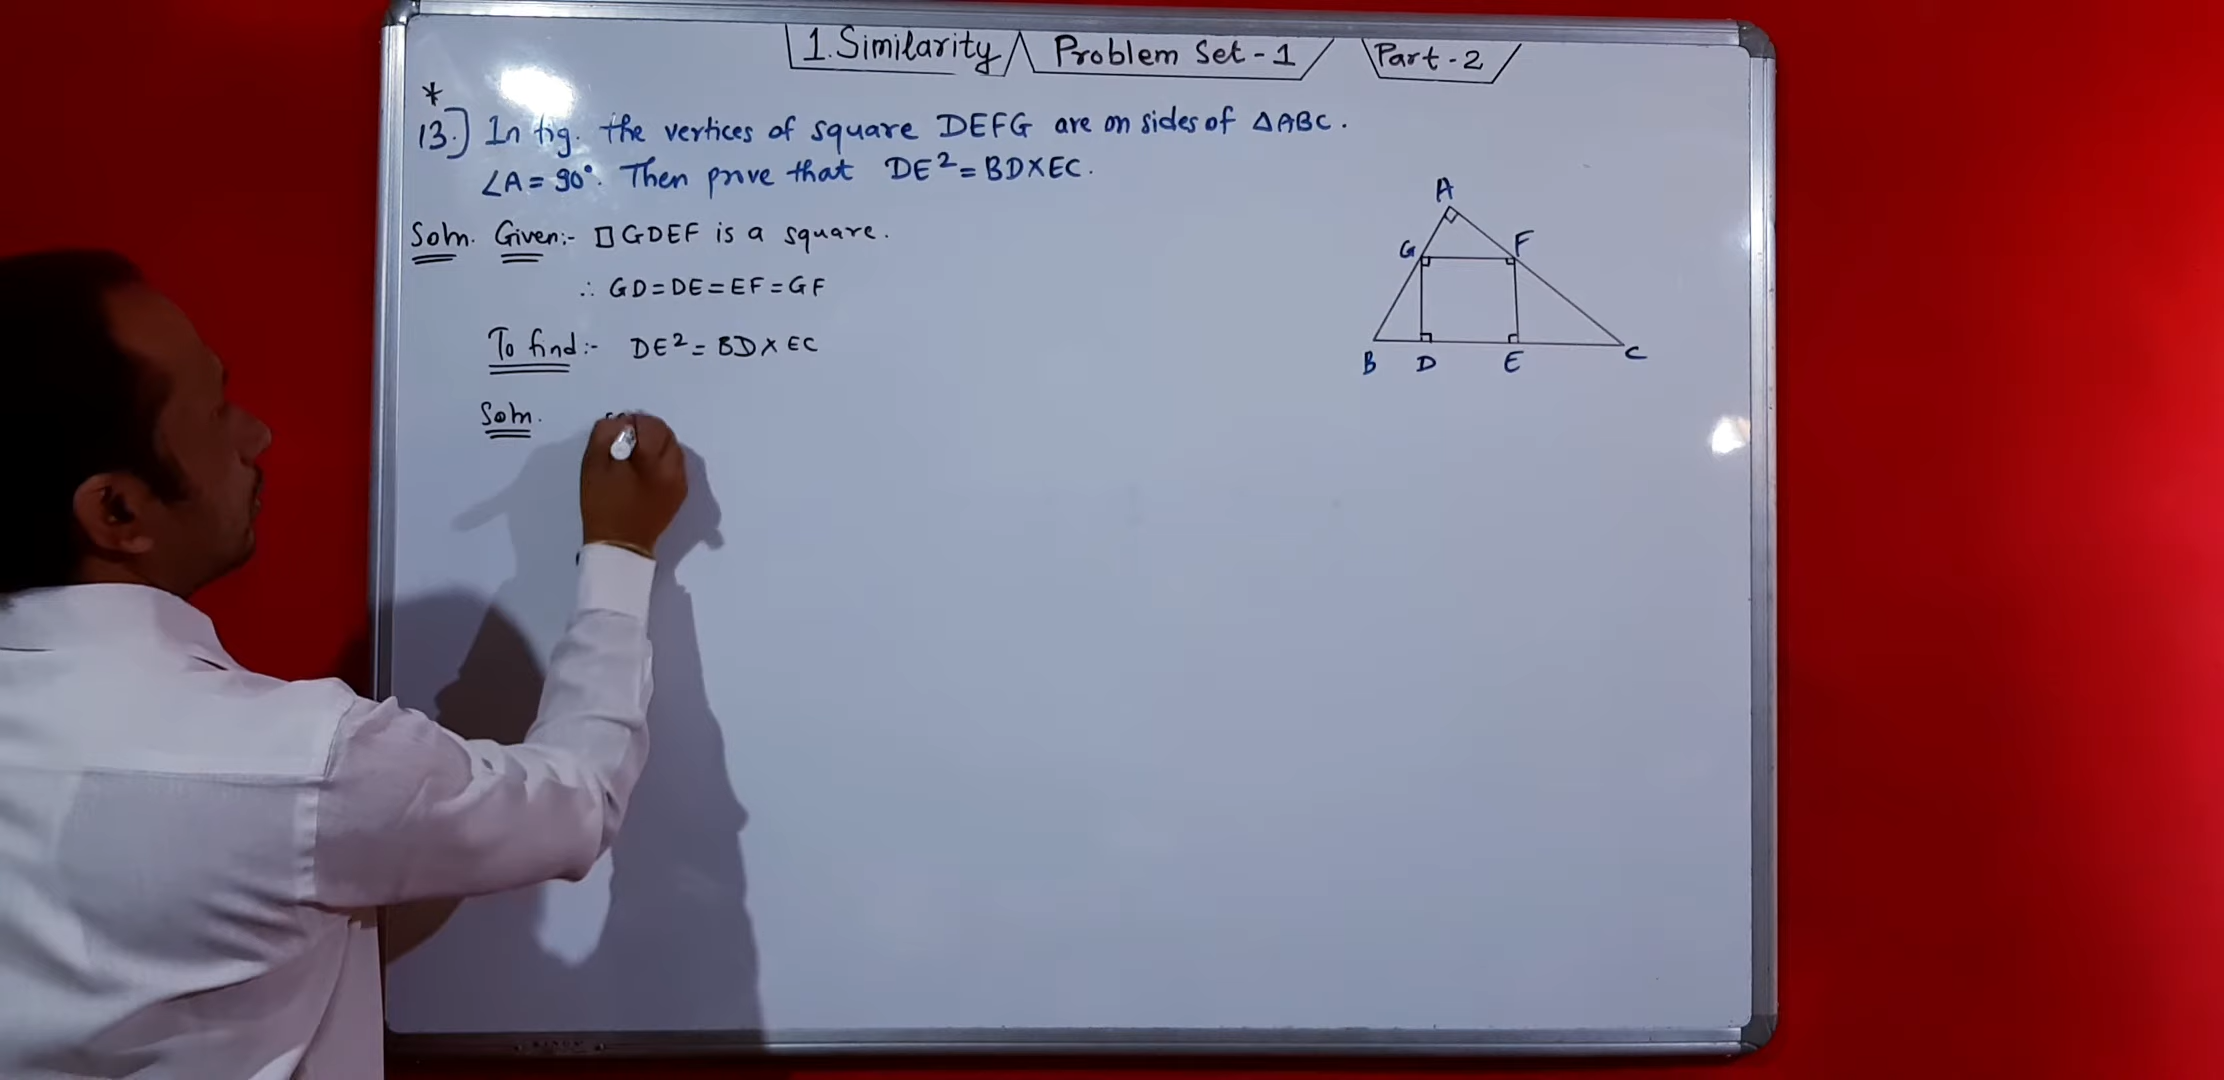 1. Similarity Problem Set - 1 Part - 2
*
13.) In fig. the vertices of square DEFG are on sides of △ABC.
∠A = 90°. Then prove that DE² = BD×EC.
Soln. Given:- □GDEF is a square.
∴ GD = DE = EF = GF
To find:- DE² = BD × EC
Soln.
A
G F
B D E C